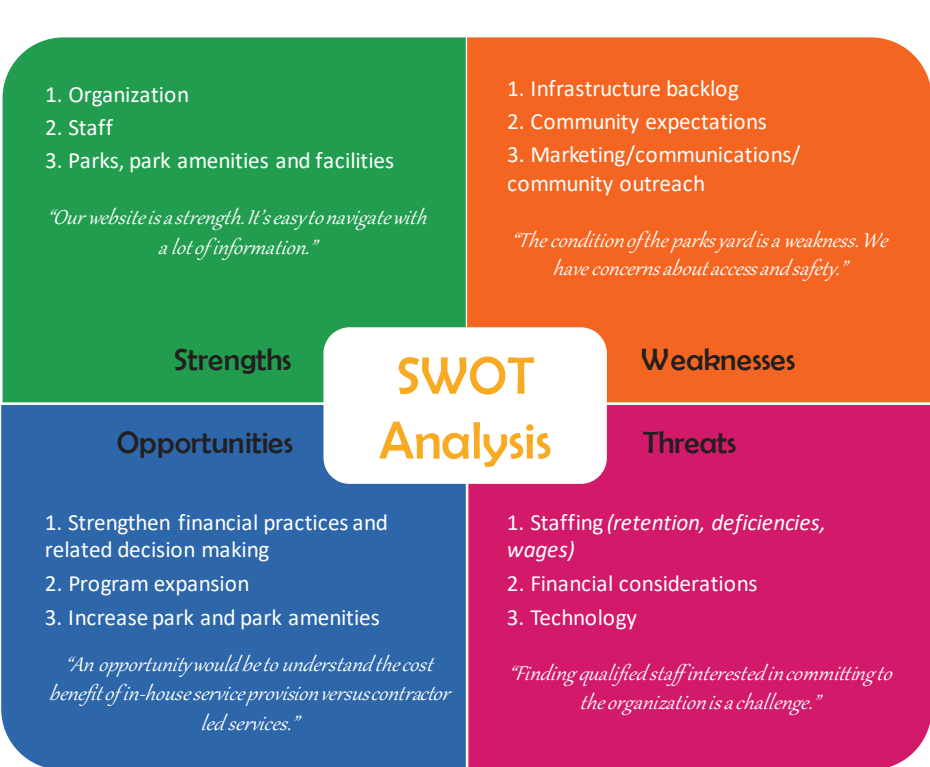 1. Organization
2. Staff
3. Parks, park amenities and facilities
“Our website is a strength. It’s easy to navigate with
a lot of information.”
Strengths
1. Infrastructure backlog
2. Community expectations
3. Marketing/communications/
community outreach
“The condition of the parks yard is a weakness. We
have concerns about access and safety.”
Weaknesses
SWOT
Analysis
Opportunities
1. Strengthen financial practices and
related decision making
2. Program expansion
3. Increase park and park amenities
“An opportunity would be to understand the cost
benefit of in-house service provision versus contractor
led services.”
Threats
1. Staffing (retention, deficiencies,
wages)
2. Financial considerations
3. Technology
“Finding qualified staff interested in committing to
the organization is a challenge.”